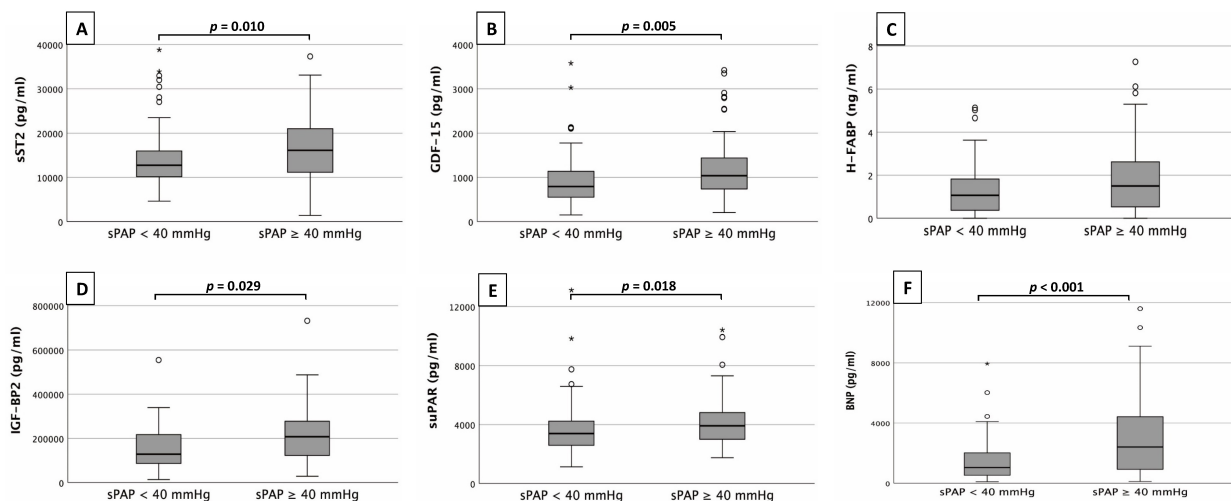 A
p = 0.010
sST2 (pg/ml)
40000
30000
20000
10000
0
sPAP < 40 mmHg
sPAP ≥ 40 mmHg
B
p = 0.005
GDF-15 (pg/ml)
4000
3000
2000
1000
0
sPAP < 40 mmHg
sPAP ≥ 40 mmHg
C
H-FABP (ng/ml)
8
6
4
2
0
sPAP < 40 mmHg
sPAP ≥ 40 mmHg
D
p = 0.029
IGF-BP2 (pg/ml)
800000
600000
400000
200000
0
sPAP < 40 mmHg
sPAP ≥ 40 mmHg
E
p = 0.018
suPAR (pg/ml)
12000
8000
4000
0
sPAP < 40 mmHg
sPAP ≥ 40 mmHg
F
p < 0.001
BNP (pg/ml)
12000
8000
4000
0
sPAP < 40 mmHg
sPAP ≥ 40 mmHg